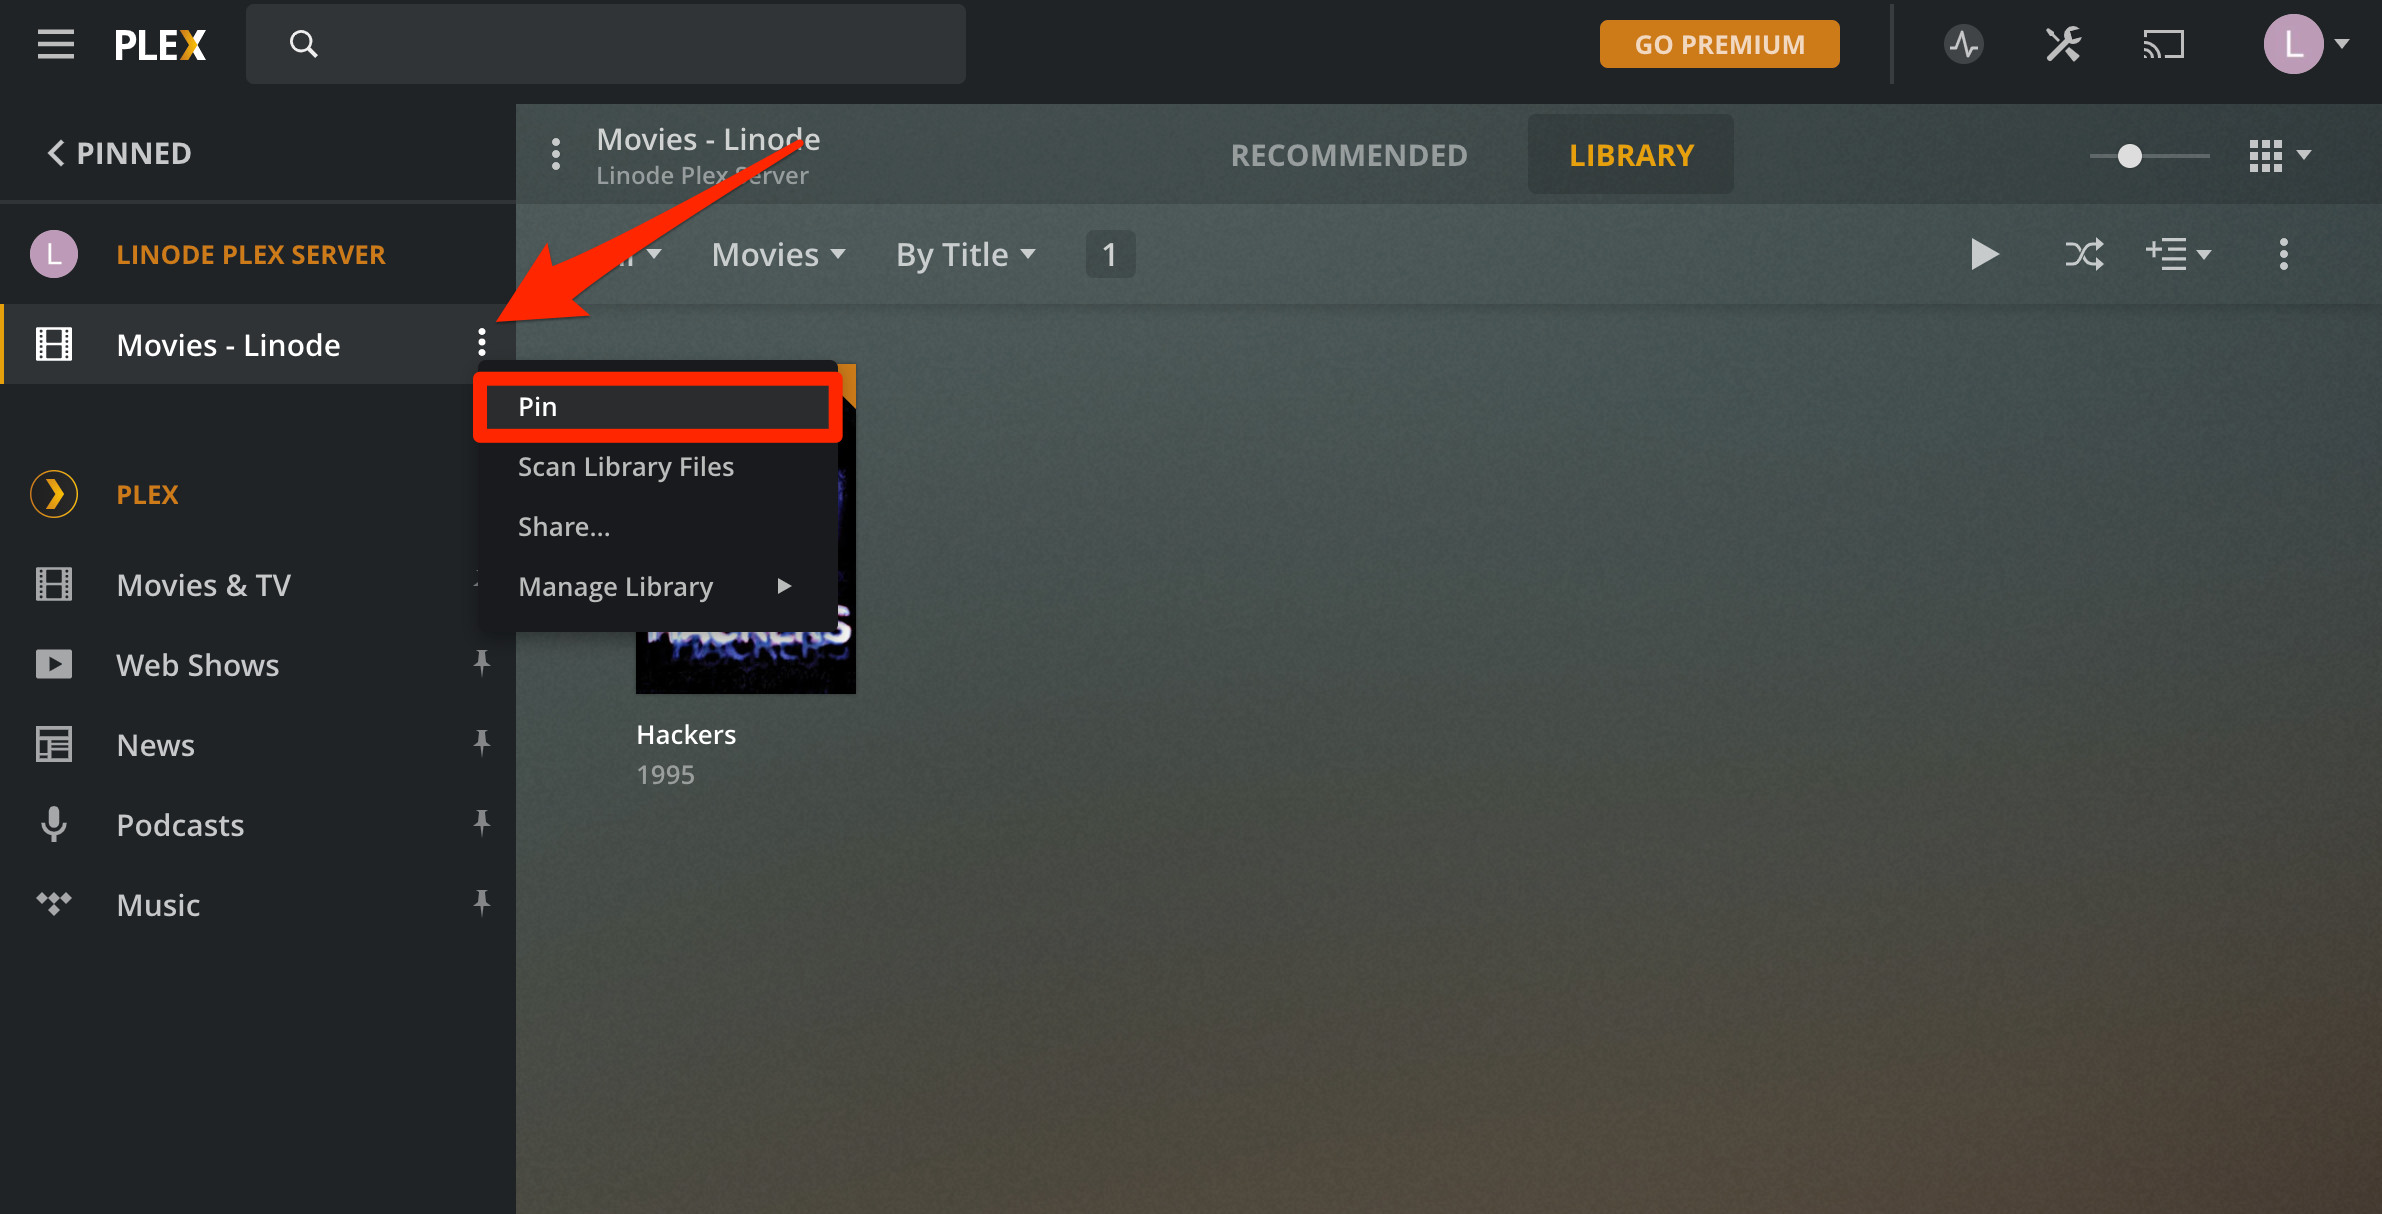 PLEX
GO PREMIUM
L
PINNED
L
LINODE PLEX SERVER
Movies - Linode
PLEX
Movies & TV
Web Shows
News
Podcasts
Music
Movies - Linode
Linode Plex Server
RECOMMENDED
LIBRARY
Movies
By Title
1
Pin
Scan Library Files
Share...
Manage Library
HACKERS
Hackers
1995